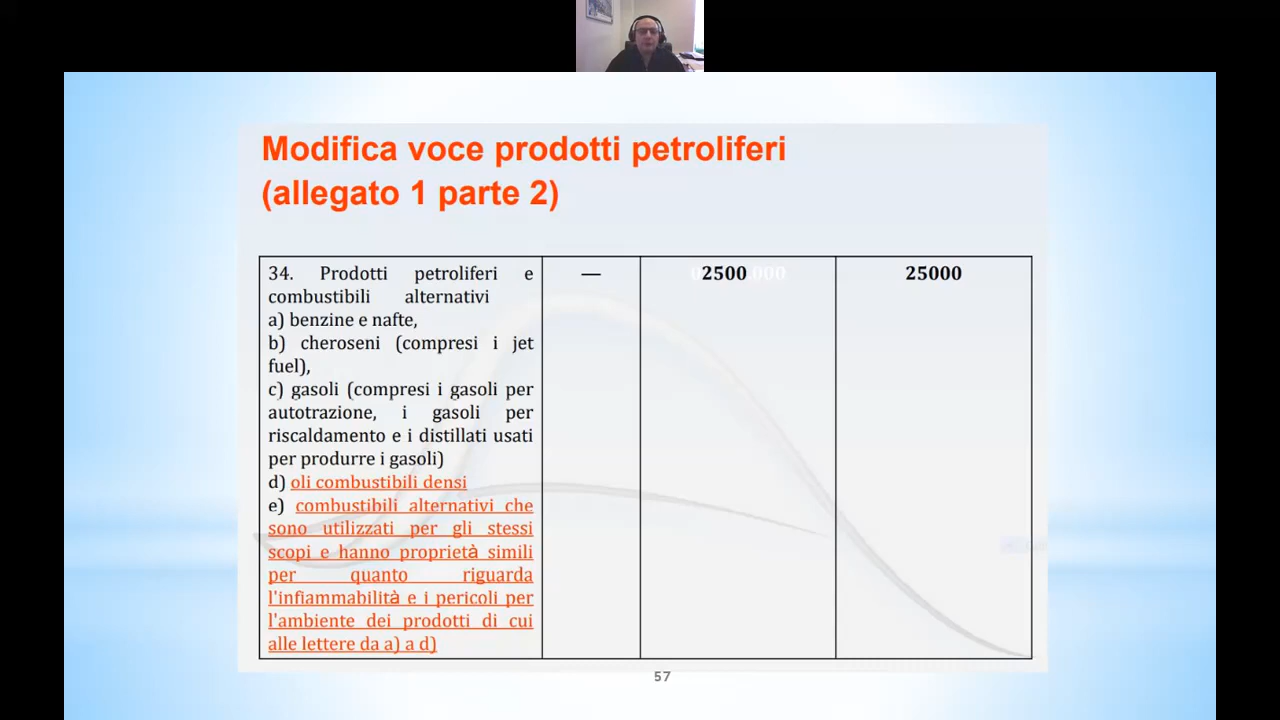 Modifica voce prodotti petroliferi
(allegato 1 parte 2)
34. Prodotti petroliferi e
combustibili alternativi
a) benzine e nafte,
b) cheroseni (compresi i jet
fuel),
c) gasoli (compresi i gasoli per
autotrazione, i gasoli per
riscaldamento e i distillati usati
per produrre i gasoli)
d) oli combustibili densi
e) combustibili alternativi che
sono utilizzati per gli stessi
scopi e hanno proprietà simili
per quanto riguarda
l'infiammabilità e i pericoli per
l'ambiente dei prodotti di cui
alle lettere da a) a d)
—
2500
25000
57